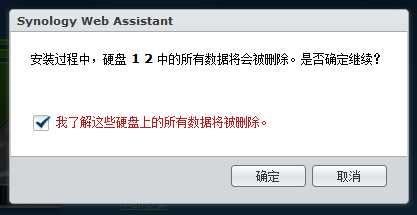 Synology Web Assistant
安装过程中，硬盘 1 2 中的所有数据将会被删除。是否确定继续？
我了解这些硬盘上的所有数据将被删除。
确定
取消